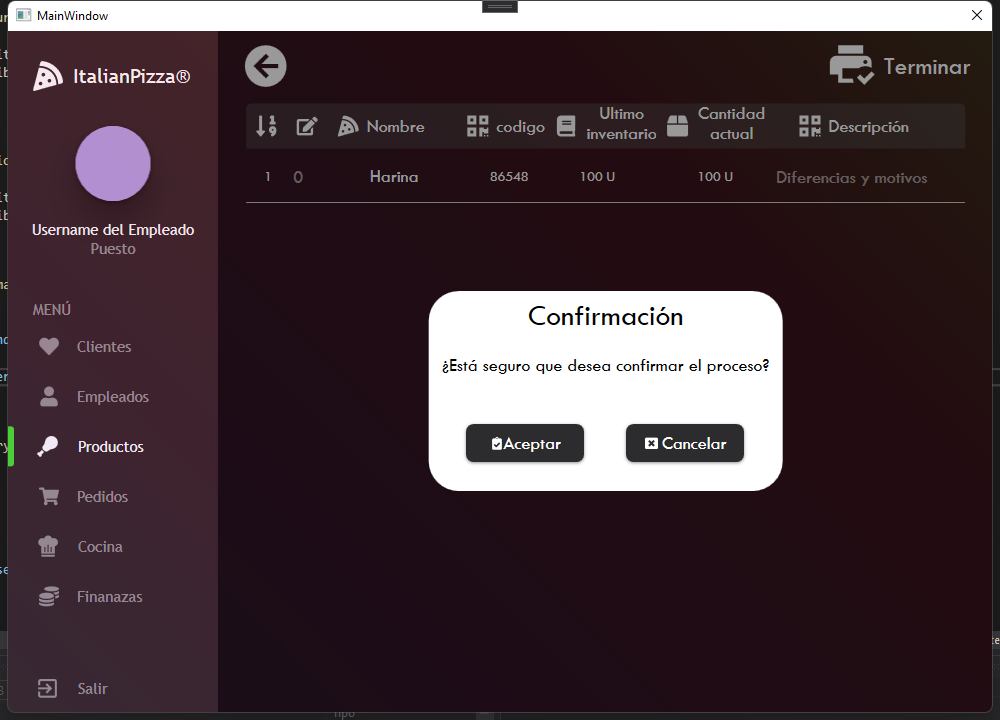 MainWindow
ItalianPizza®
Terminar
Nombre
codigo
Ultimo
inventario
Cantidad
actual
Descripción
1 0 Harina 86548 100 U 100 U Diferencias y motivos
Username del Empleado
Puesto
MENÚ
Clientes
Empleados
Productos
Pedidos
Cocina
Finanazas
Salir
Confirmación
¿Está seguro que desea confirmar el proceso?
Aceptar
Cancelar